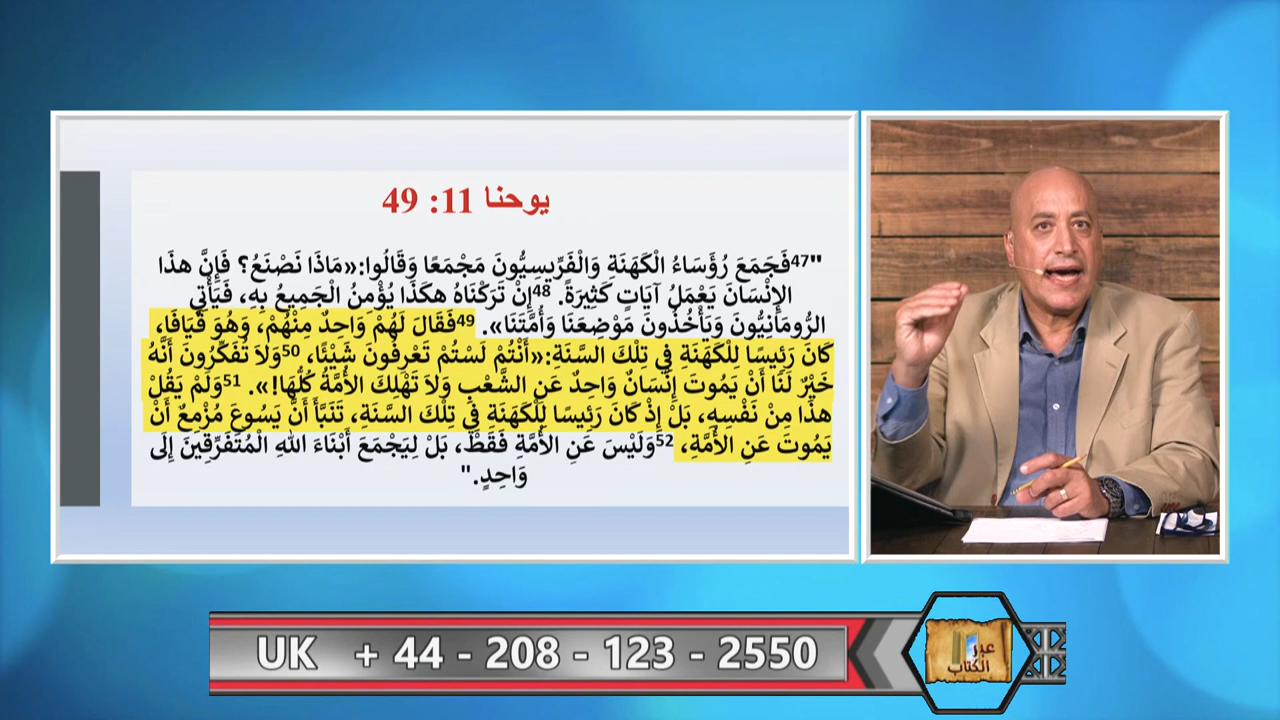 يوحنا 11: 49
"47فَجَمَعَ رُؤَسَاءُ الْكَهَنَةِ وَالْفَرِّيسِيُّونَ مَجْمَعًا وَقَالُوا:«مَاذَا نَصْنَعُ؟ فَإِنَّ هذَا
الإِنْسَانَ يَعْمَلُ آيَاتٍ كَثِيرَةً. 48إِنْ تَرَكْنَاهُ هكَذَا يُؤْمِنُ الْجَمِيعُ بِهِ، فَيَأْتِي
الرُّومَانِيُّونَ وَيَأْخُذُونَ مَوْضِعَنَا وَأُمَّتَنَا». 49فَقَالَ لَهُمْ وَاحِدٌ مِنْهُمْ، وَهُوَ قَيَافَا،
كَانَ رَئِيسًا لِلْكَهَنَةِ فِي تِلْكَ السَّنَةِ:«أَنْتُمْ لَسْتُمْ تَعْرِفُونَ شَيْئًا، 50وَلاَ تُفَكِّرُونَ أَنَّهُ
خَيْرٌ لَنَا أَنْ يَمُوتَ إِنْسَانٌ وَاحِدٌ عَنِ الشَّعْبِ وَلاَ تَهْلِكَ الأُمَّةُ كُلُّهَا!». 51وَلَمْ يَقُلْ
هذَا مِنْ نَفْسِهِ، بَلْ إِذْ كَانَ رَئِيسًا لِلْكَهَنَةِ فِي تِلْكَ السَّنَةِ، تَنَبَّأَ أَنَّ يَسُوعَ مُزْمِعٌ أَنْ
يَمُوتَ عَنِ الأُمَّةِ، 52وَلَيْسَ عَنِ الأُمَّةِ فَقَطْ، بَلْ لِيَجْمَعَ أَبْنَاءَ اللهِ الْمُتَفَرِّقِينَ إِلَى
وَاحِدٍ."
UK + 44 - 208 - 123 - 2550
عبر
الكتاب